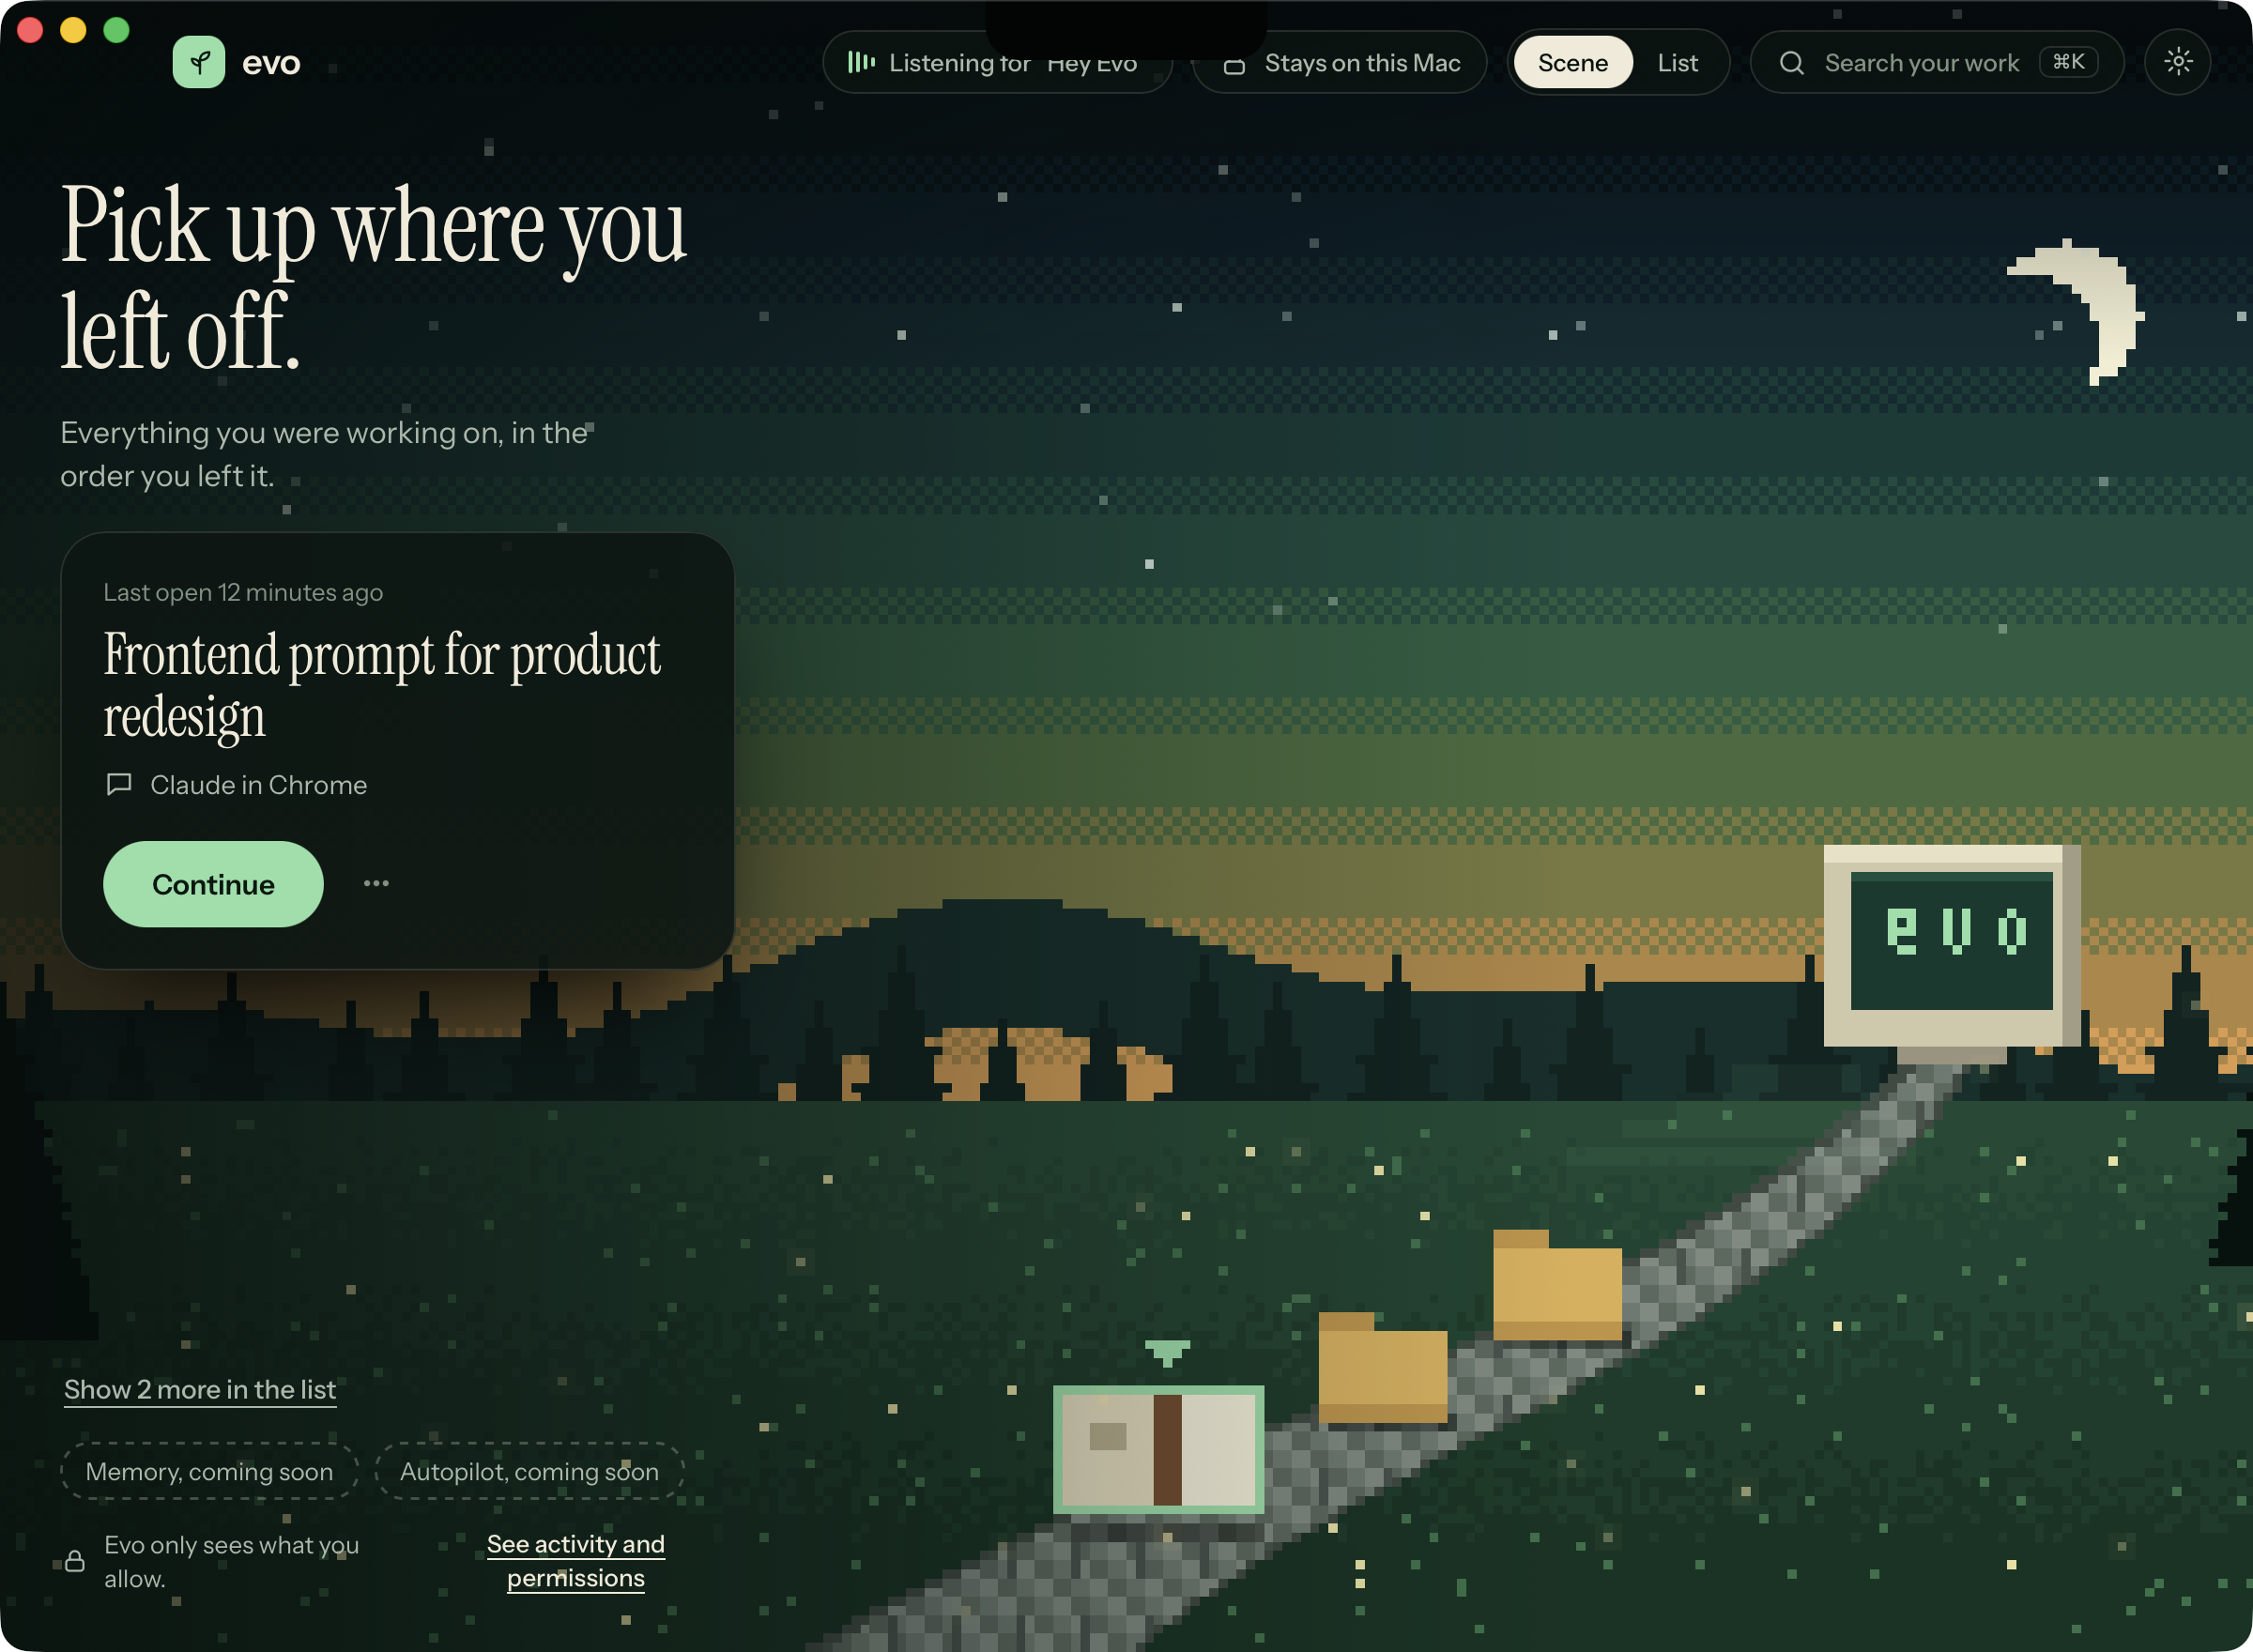 evo
Listening for Hey Evo
Stays on this Mac
Scene
List
Search your work
⌘K
Pick up where you
left off.
Everything you were working on, in the
order you left it.
Last open 12 minutes ago
Frontend prompt for product
redesign
Claude in Chrome
Continue
evo
Show 2 more in the list
Memory, coming soon
Autopilot, coming soon
Evo only sees what you
allow.
See activity and
permissions